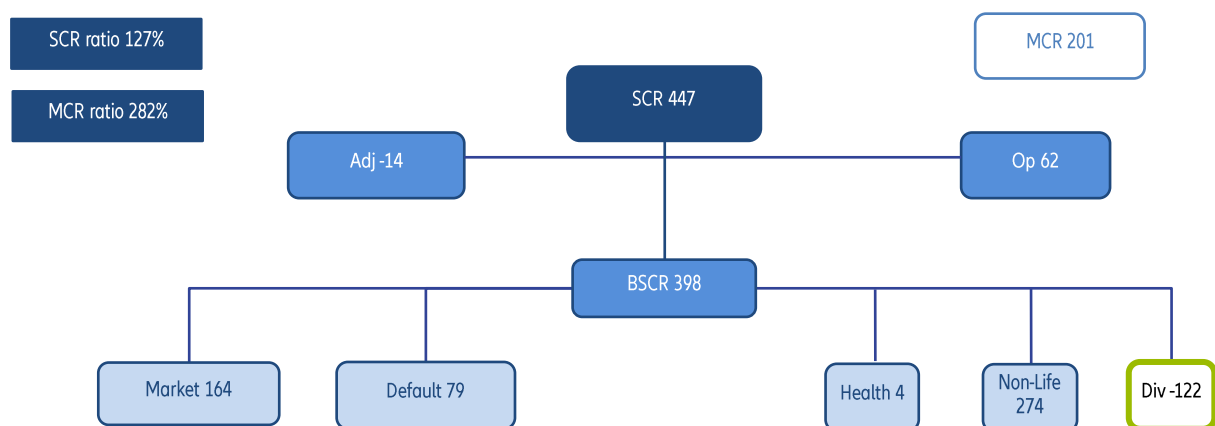 SCR ratio 127%
MCR 201
MCR ratio 282%
SCR 447
Adj -14
Op 62
BSCR 398
Market 164
Default 79
Health 4
Non-Life
274
Div -122